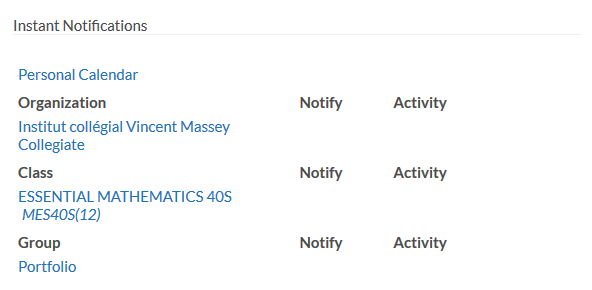 Instant Notifications
Personal Calendar
Organization Notify Activity
Institut collégial Vincent Massey
Collegiate
Class Notify Activity
ESSENTIAL MATHEMATICS 40S
MES40S(12)
Group Notify Activity
Portfolio